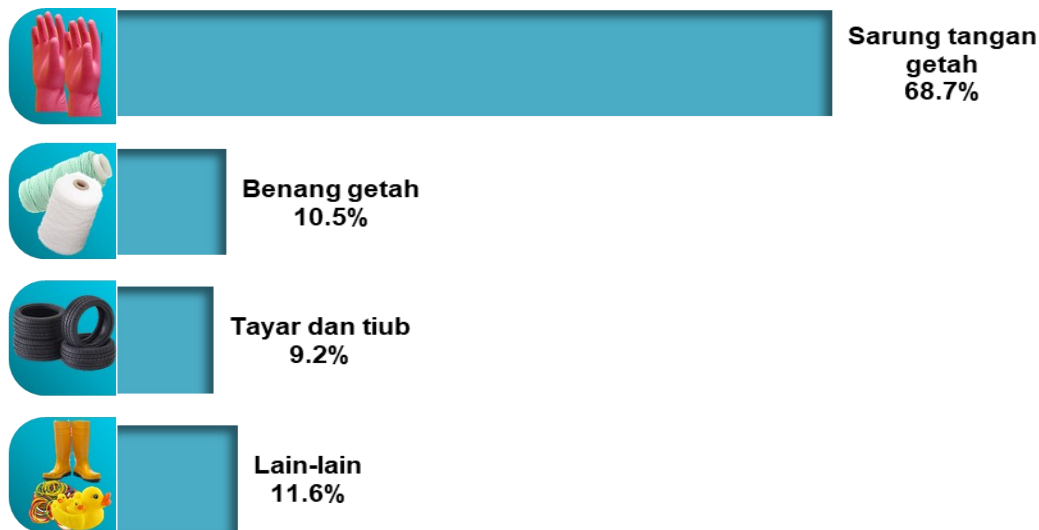 Sarung tangan
getah
68.7%
Benang getah
10.5%
Tayar dan tiub
9.2%
Lain-lain
11.6%